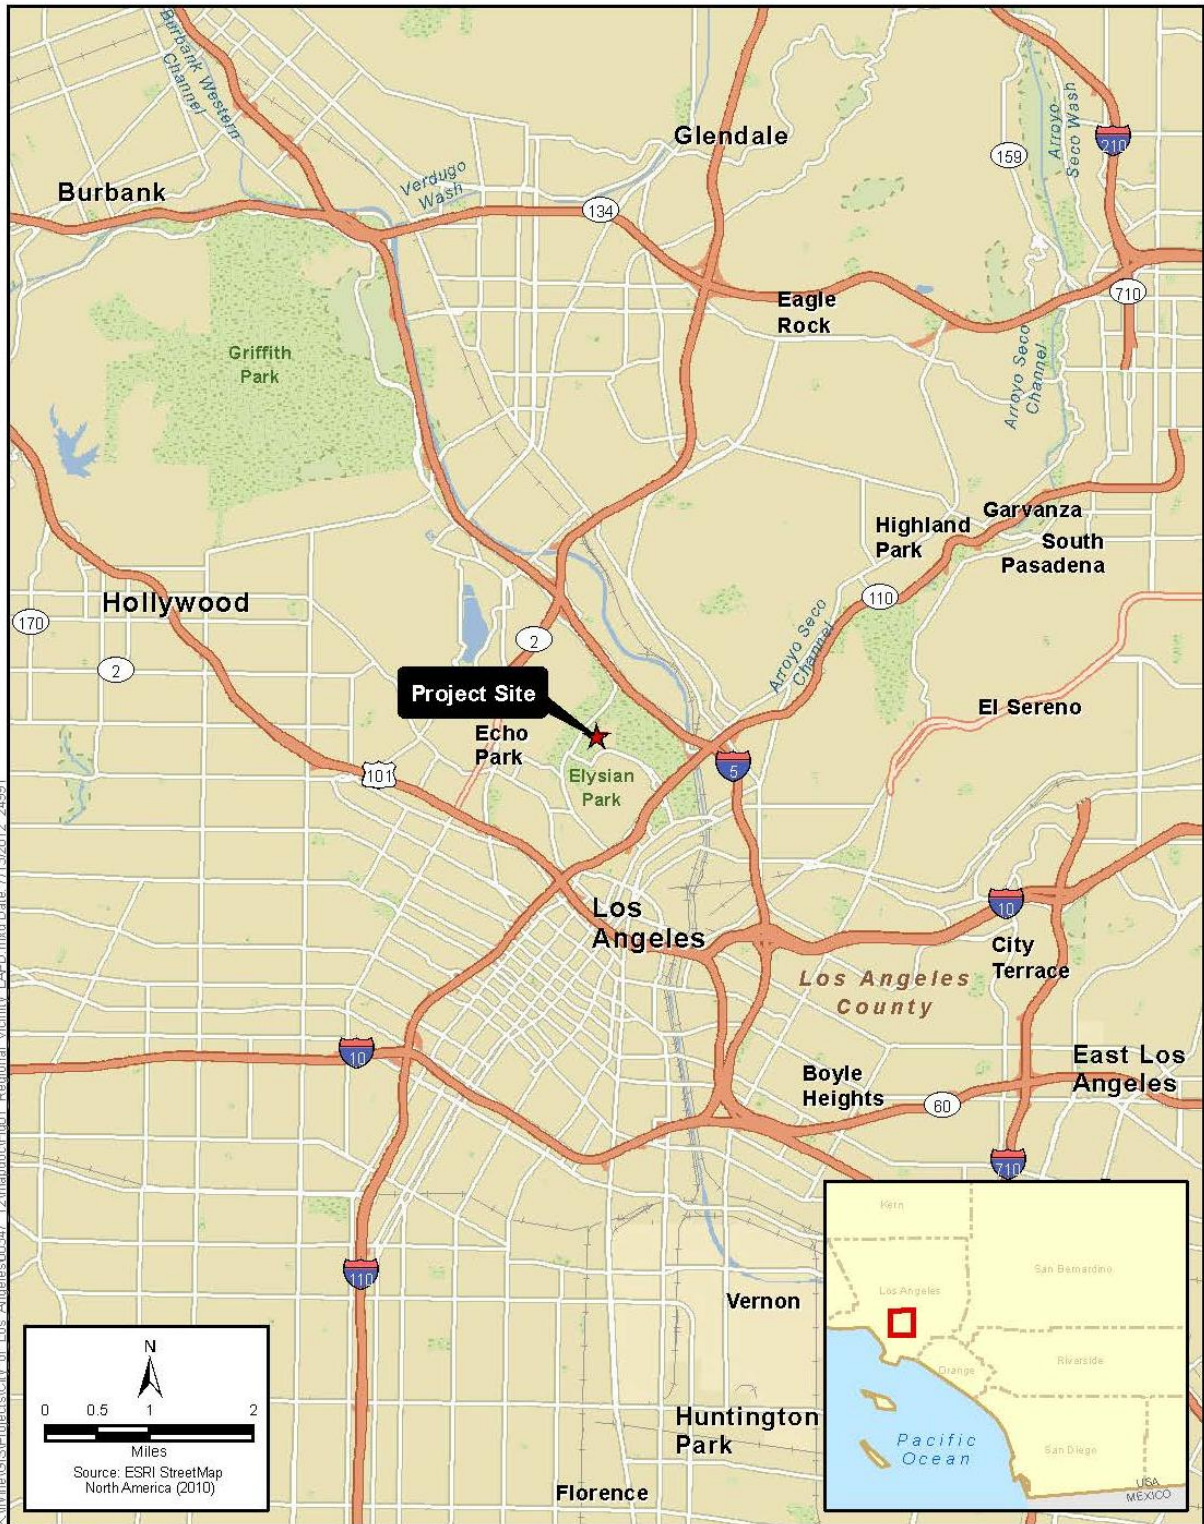 Burbank Western
Channel
Glendale
Arroyo
Seco Wash
210
159
Burbank
Verdugo
Wash
134
710
Eagle
Rock
Griffith
Park
Arroyo Seco
Channel
Garvanza
Highland
Park
South
Pasadena
Hollywood
110
170
2
2
Arroyo Seco
Channel
Project Site
El Sereno
Echo
Park
5
101
Elysian
Park
Los
Angeles
10
City
Terrace
Los Angeles
County
10
East Los
Angeles
Boyle
Heights
60
710
110
Vernon
Huntington
Park
Florence
N
0 0.5 1 2
Miles
Source: ESRI StreetMap
North America (2010)
Kern
San Bernardino
Los Angeles
Riverside
Orange
Pacific
Ocean
San Diego
USA
MEXICO